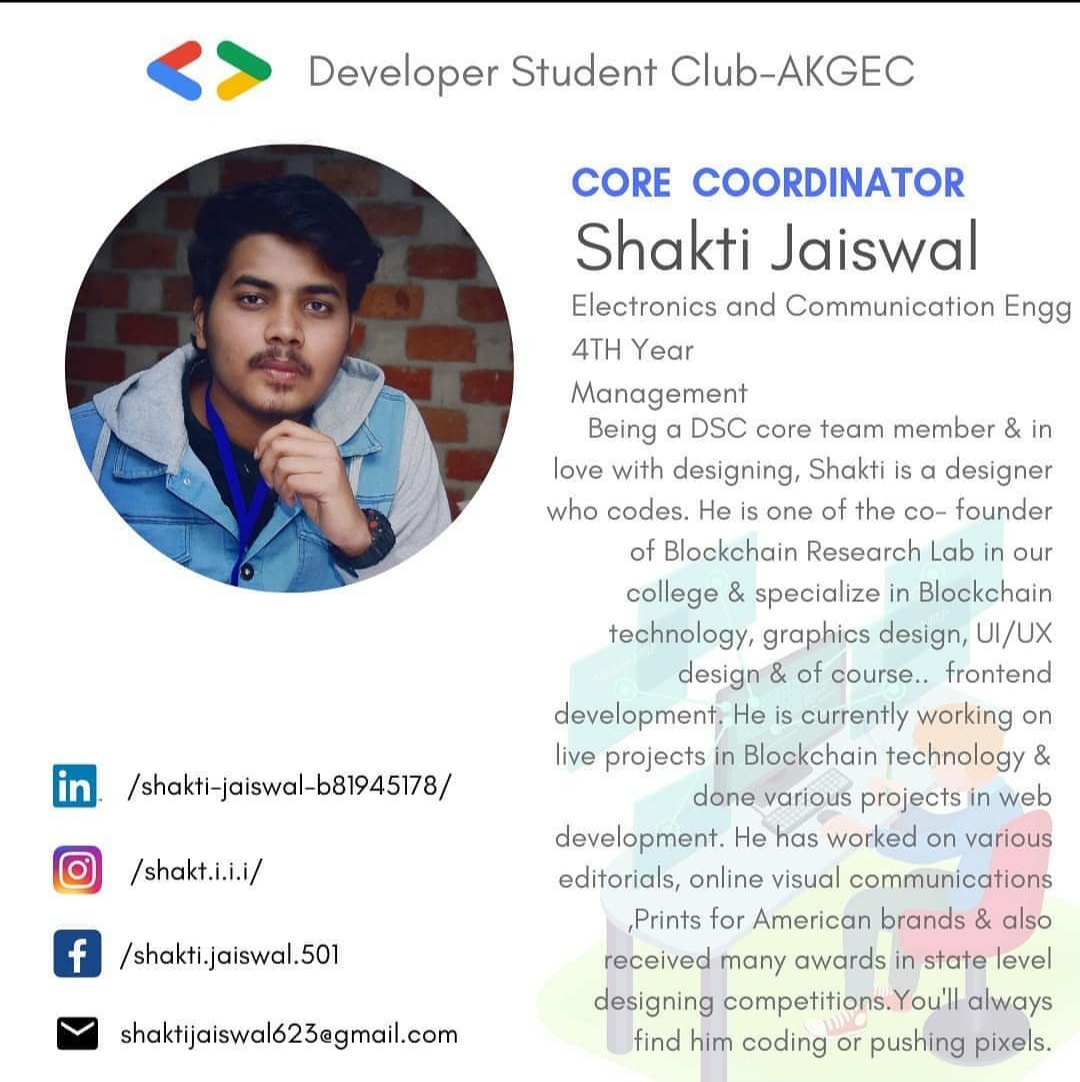 Developer Student Club-AKGEC
CORE COORDINATOR
Shakti Jaiswal
Electronics and Communication Engg
4TH Year
Management
Being a DSC core team member & in
love with designing, Shakti is a designer
who codes. He is one of the co- founder
of Blockchain Research Lab in our
college & specialize in Blockchain
technology, graphics design, UI/UX
design & of course.. frontend
development. He is currently working on
live projects in Blockchain technology &
done various projects in web
development. He has worked on various
editorials, online visual communications
,Prints for American brands & also
received many awards in state level
designing competitions.You'll always
find him coding or pushing pixels.
in
/shakti-jaiswal-b81945178/
/shakt.i.i.i/
f
/shakti.jaiswal.501
shaktijaiswal623@gmail.com